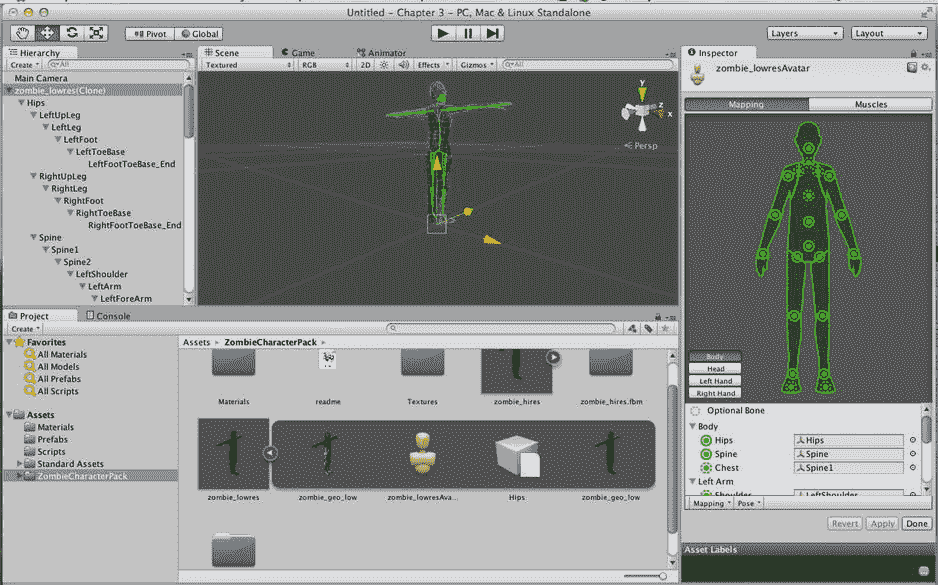 Untitled - Chapter 3 - PC, Mac & Linux Standalone
Pivot Global Layers Layout
Hierarchy
Create All
Main Camera
zombie_lowres(Clone)
Hips
LeftUpLeg
LeftLeg
LeftFoot
LeftToeBase
LeftFootToeBase_End
RightUpLeg
RightLeg
RightFoot
RightToeBase
RightFootToeBase_End
Spine
Spine1
Spine2
LeftShoulder
LeftArm
LeftForeArm
Scene Game Animator
Textured RGB 2D Effects Gizmos All
y
z
x
Persp
Inspector
zombie_lowresAvatar
Mapping Muscles
Body
Head
Left Hand
Right Hand
Optional Bone
Body
Hips Hips
Spine Spine
Chest Spine1
Left Arm
Shoulder LeftShoulder
Mapping Pose
Revert Apply Done
Asset Labels
Project Console
Create
Favorites
All Materials
All Models
All Prefabs
All Scripts
Assets
Materials
Prefabs
Scripts
Standard Assets
ZombieCharacterPack
Assets ZombieCharacterPack
Materials readme Textures zombie_hires zombie_hires.fbm
zombie_lowres zombie_geo_low zombie_lowresAva... Hips zombie_geo_low